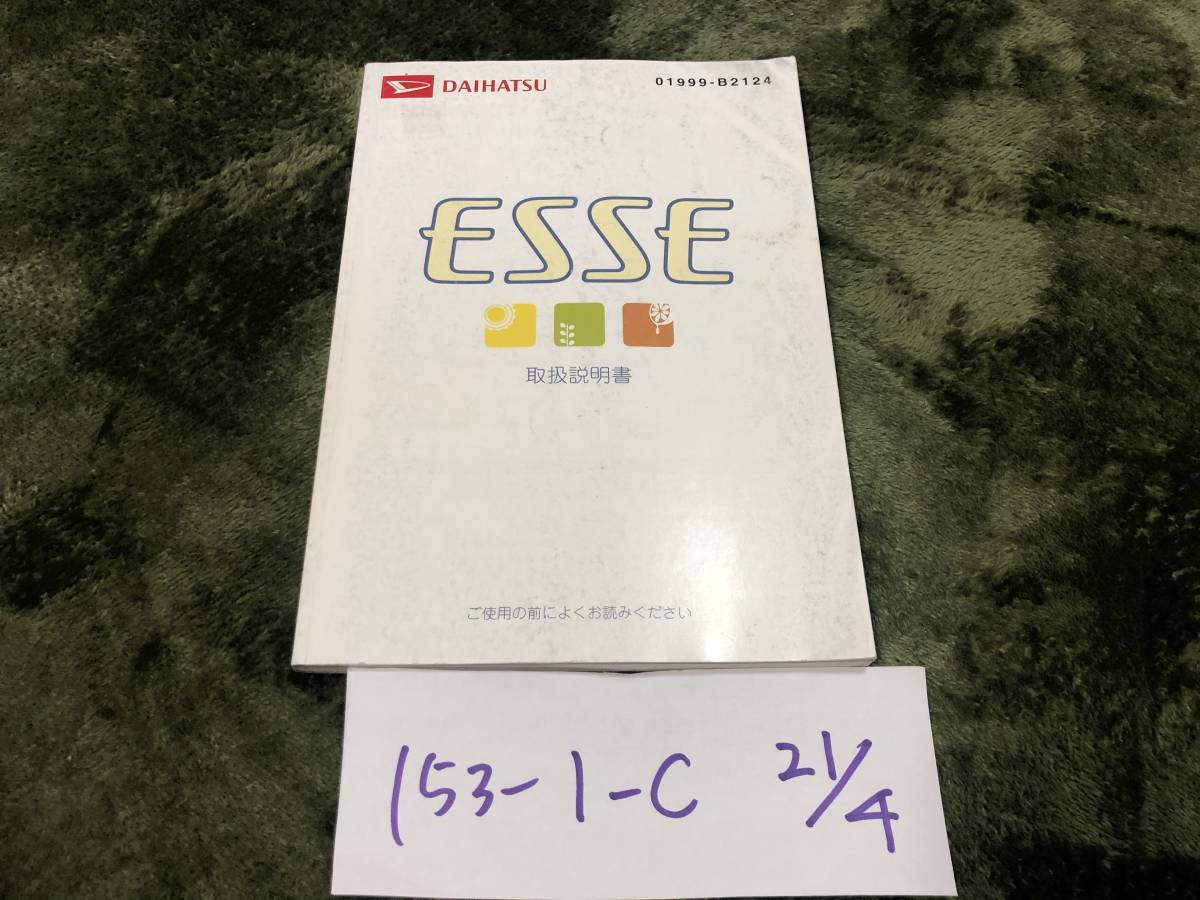 DAIHATSU 01999-B2124
ESSE
取扱説明書
ご使用の前によくお読みください
153-1-C 21/4